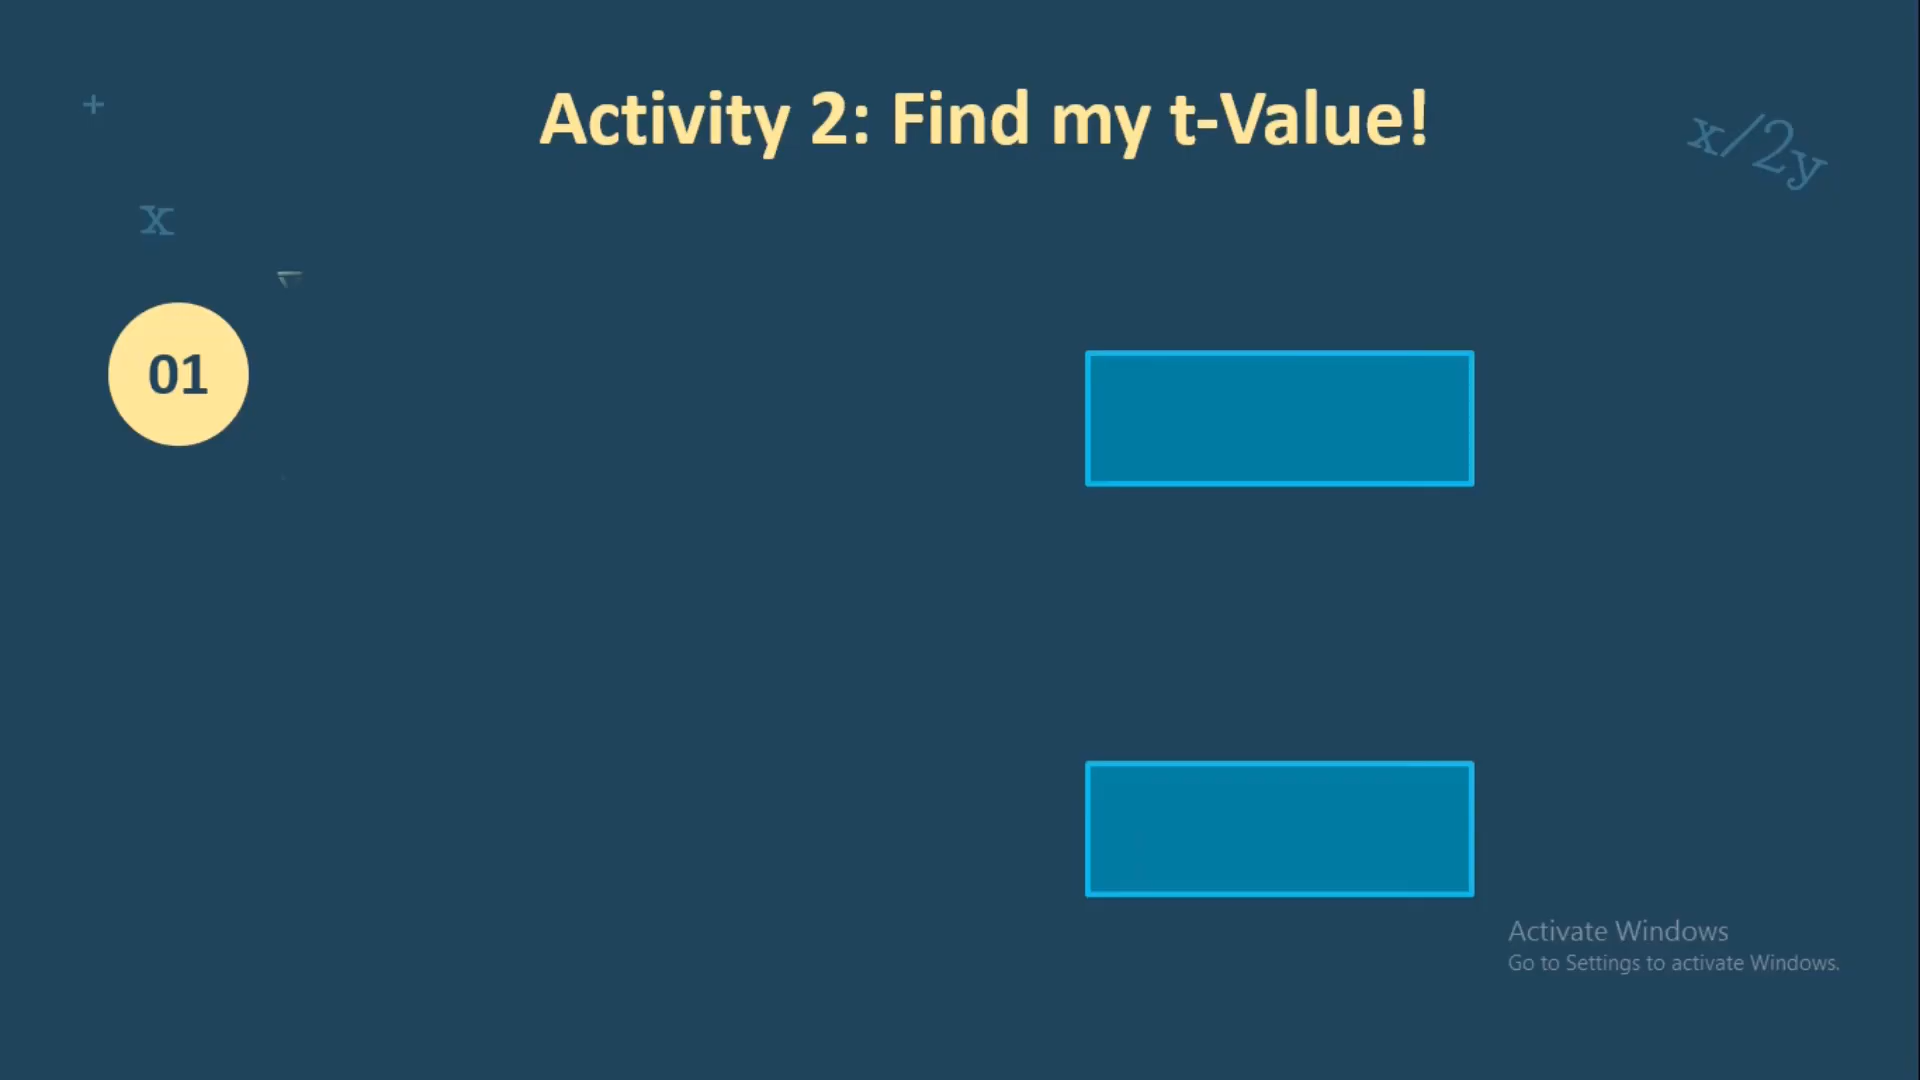 Activity 2: Find my t-Value!
+
x/2y
x
01
Activate Windows
Go to Settings to activate Windows.